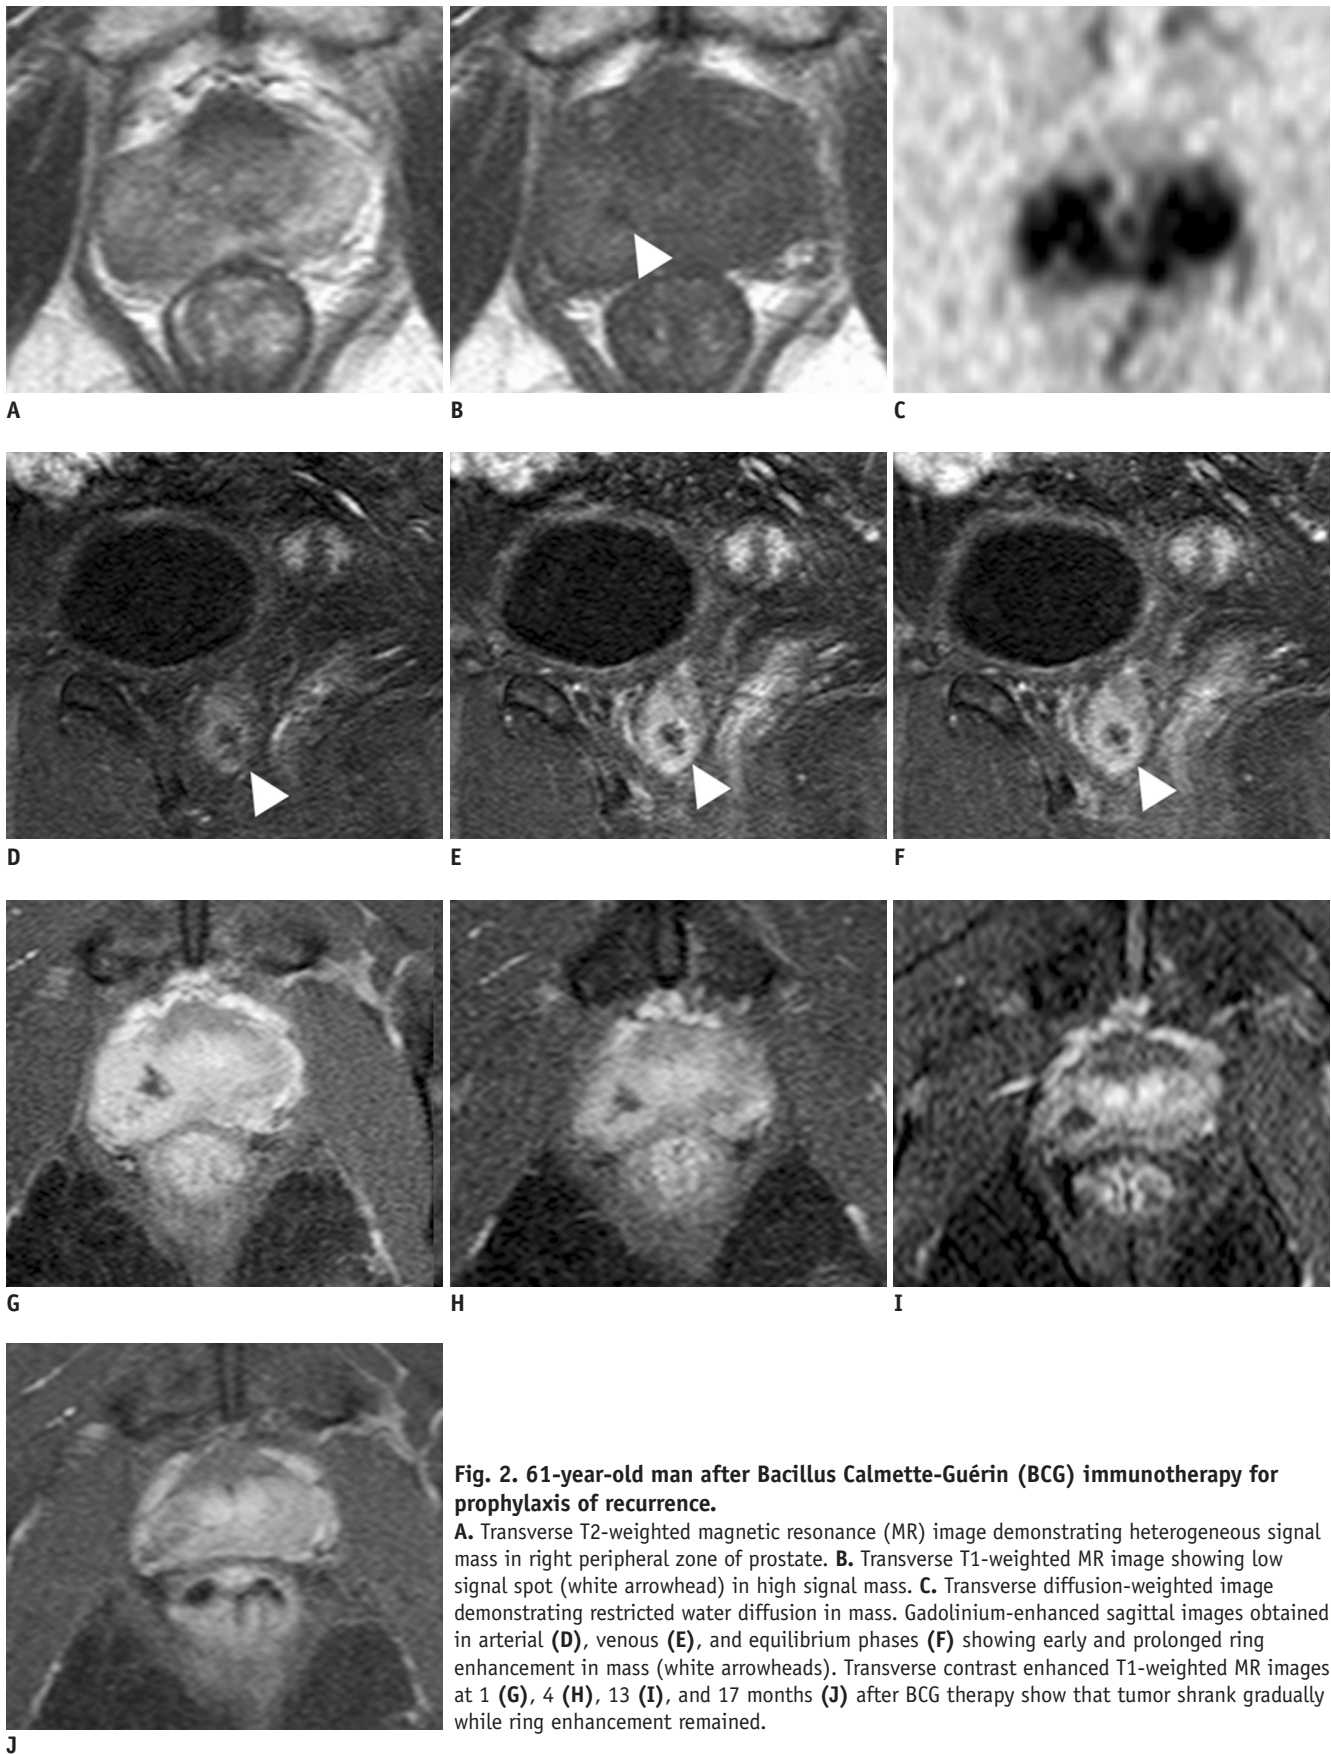 A
B
C
D
E
F
G
H
I
J
Fig. 2. 61-year-old man after Bacillus Calmette-Guérin (BCG) immunotherapy for
prophylaxis of recurrence.
A. Transverse T2-weighted magnetic resonance (MR) image demonstrating heterogeneous signal
mass in right peripheral zone of prostate. B. Transverse T1-weighted MR image showing low
signal spot (white arrowhead) in high signal mass. C. Transverse diffusion-weighted image
demonstrating restricted water diffusion in mass. Gadolinium-enhanced sagittal images obtained
in arterial (D), venous (E), and equilibrium phases (F) showing early and prolonged ring
enhancement in mass (white arrowheads). Transverse contrast enhanced T1-weighted MR images
at 1 (G), 4 (H), 13 (I), and 17 months (J) after BCG therapy show that tumor shrank gradually
while ring enhancement remained.